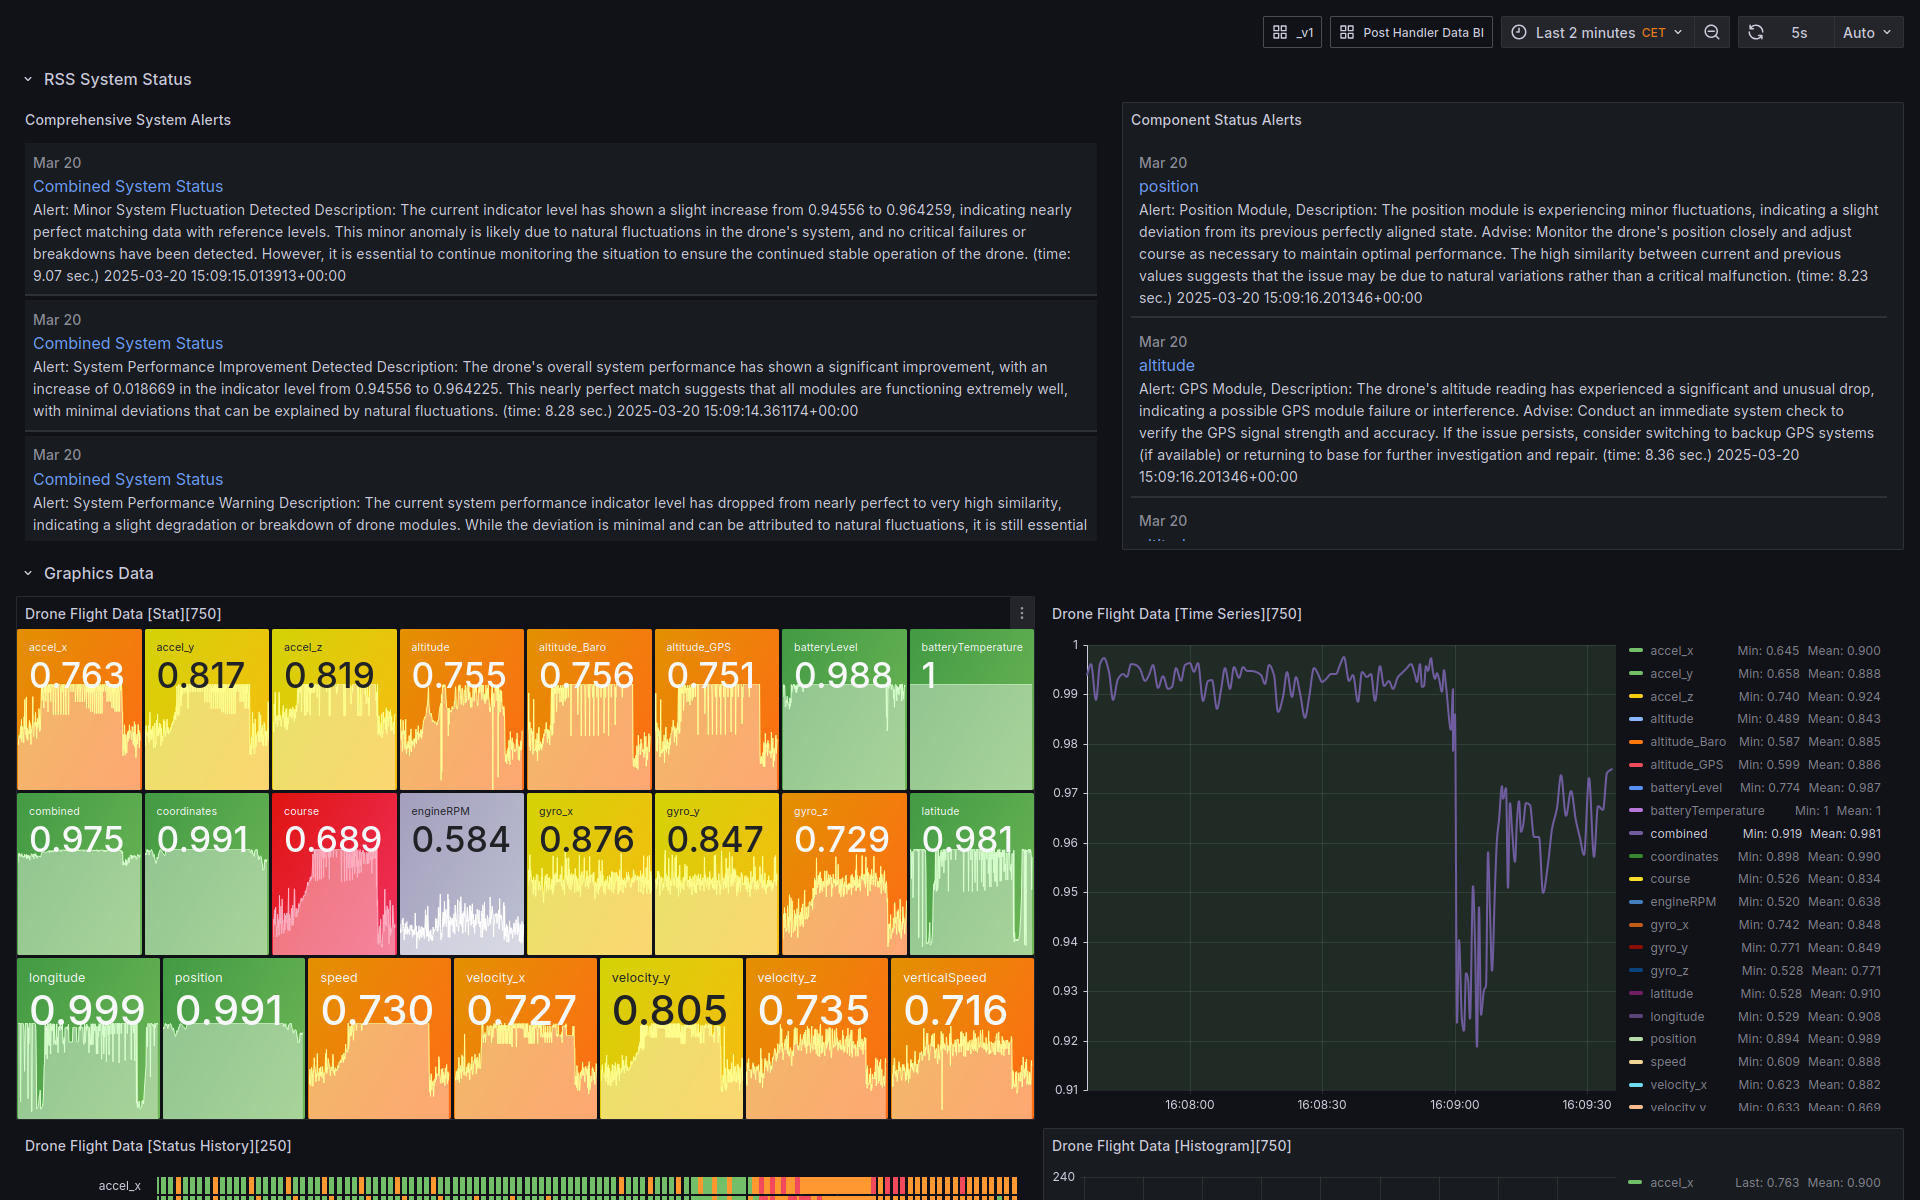 _v1
Post Handler Data BI
Last 2 minutes CET
5s
Auto
RSS System Status
Comprehensive System Alerts
Mar 20
Combined System Status
Alert: Minor System Fluctuation Detected Description: The current indicator level has shown a slight increase from 0.94556 to 0.964259, indicating nearly
perfect matching data with reference levels. This minor anomaly is likely due to natural fluctuations in the drone's system, and no critical failures or
breakdowns have been detected. However, it is essential to continue monitoring the situation to ensure the continued stable operation of the drone. (time:
9.07 sec.) 2025-03-20 15:09:15.013913+00:00
Mar 20
Combined System Status
Alert: System Performance Improvement Detected Description: The drone's overall system performance has shown a significant improvement, with an
increase of 0.018669 in the indicator level from 0.94556 to 0.964225. This nearly perfect match suggests that all modules are functioning extremely well,
with minimal deviations that can be explained by natural fluctuations. (time: 8.28 sec.) 2025-03-20 15:09:14.361174+00:00
Mar 20
Combined System Status
Alert: System Performance Warning Description: The current system performance indicator level has dropped from nearly perfect to very high similarity,
indicating a slight degradation or breakdown of drone modules. While the deviation is minimal and can be attributed to natural fluctuations, it is still essential
Component Status Alerts
Mar 20
position
Alert: Position Module, Description: The position module is experiencing minor fluctuations, indicating a slight
deviation from its previous perfectly aligned state. Advise: Monitor the drone's position closely and adjust
course as necessary to maintain optimal performance. The high similarity between current and previous
values suggests that the issue may be due to natural variations rather than a critical malfunction. (time: 8.23
sec.) 2025-03-20 15:09:16.201346+00:00
Mar 20
altitude
Alert: GPS Module, Description: The drone's altitude reading has experienced a significant and unusual drop,
indicating a possible GPS module failure or interference. Advise: Conduct an immediate system check to
verify the GPS signal strength and accuracy. If the issue persists, consider switching to backup GPS systems
(if available) or returning to base for further investigation and repair. (time: 8.36 sec.) 2025-03-20
15:09:16.201346+00:00
Mar 20
Graphics Data
Drone Flight Data [Stat][750]
accel_x
0.763
accel_y
0.817
accel_z
0.819
altitude
0.755
altitude_Baro
0.756
altitude_GPS
0.751
batteryLevel
0.988
batteryTemperature
1
combined
0.975
coordinates
0.991
course
0.689
engineRPM
0.584
gyro_x
0.876
gyro_y
0.847
gyro_z
0.729
latitude
0.981
longitude
0.999
position
0.991
speed
0.730
velocity_x
0.727
velocity_y
0.805
velocity_z
0.735
verticalSpeed
0.716
Drone Flight Data [Time Series][750]
1
0.99
0.98
0.97
0.96
0.95
0.94
0.93
0.92
0.91
16:08:00
16:08:30
16:09:00
16:09:30
accel_x Min: 0.645 Mean: 0.900
accel_y Min: 0.658 Mean: 0.888
accel_z Min: 0.740 Mean: 0.924
altitude Min: 0.489 Mean: 0.843
altitude_Baro Min: 0.587 Mean: 0.885
altitude_GPS Min: 0.599 Mean: 0.886
batteryLevel Min: 0.774 Mean: 0.987
batteryTemperature Min: 1 Mean: 1
combined Min: 0.919 Mean: 0.981
coordinates Min: 0.898 Mean: 0.990
course Min: 0.526 Mean: 0.834
engineRPM Min: 0.520 Mean: 0.638
gyro_x Min: 0.742 Mean: 0.848
gyro_y Min: 0.771 Mean: 0.849
gyro_z Min: 0.528 Mean: 0.771
latitude Min: 0.528 Mean: 0.910
longitude Min: 0.529 Mean: 0.908
position Min: 0.894 Mean: 0.989
speed Min: 0.609 Mean: 0.888
velocity_x Min: 0.623 Mean: 0.882
velocity_y Min: 0.633 Mean: 0.869
Drone Flight Data [Status History][250]
accel_x
Drone Flight Data [Histogram][750]
240
accel_x Last: 0.763 Mean: 0.900